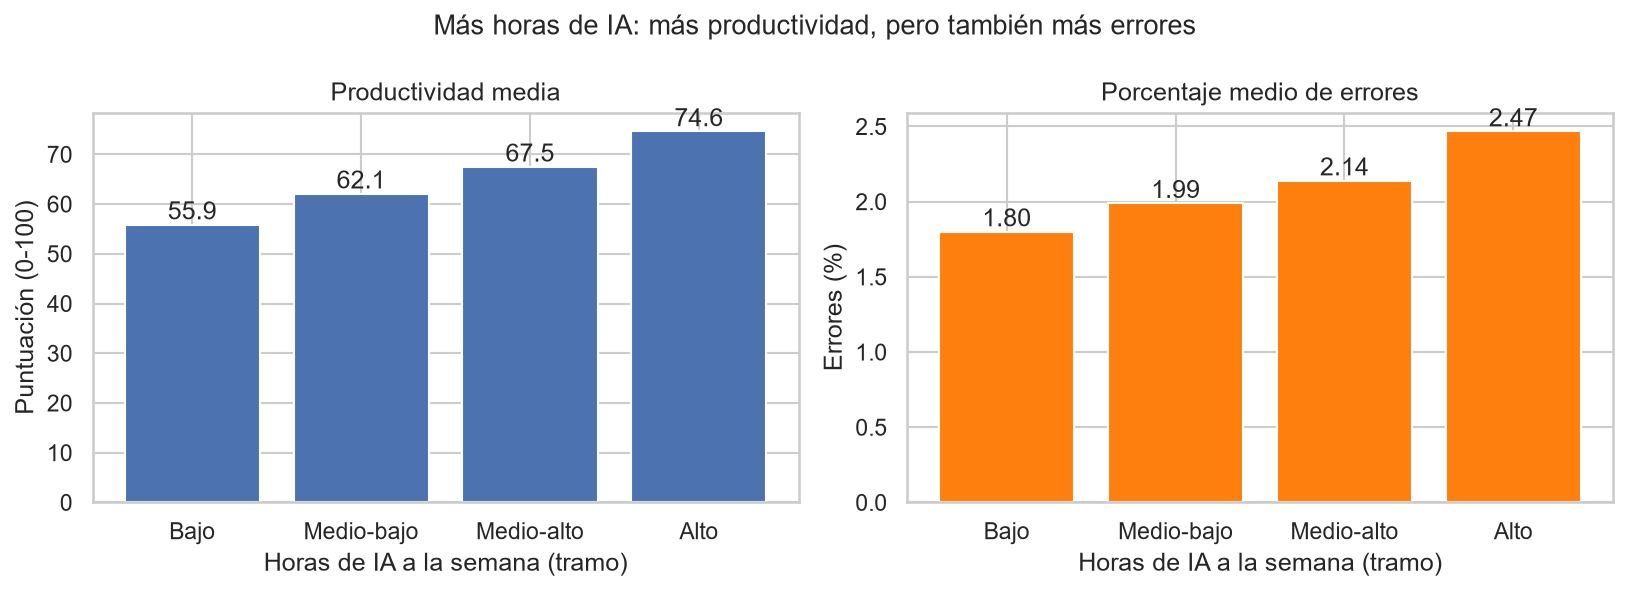 Más horas de IA: más productividad, pero también más errores
Productividad media
Puntuación (0-100)
70
60
50
40
30
20
10
0
55.9
62.1
67.5
74.6
Bajo
Medio-bajo
Medio-alto
Alto
Horas de IA a la semana (tramo)
Porcentaje medio de errores
Errores (%)
2.5
2.0
1.5
1.0
0.5
0.0
1.80
1.99
2.14
2.47
Bajo
Medio-bajo
Medio-alto
Alto
Horas de IA a la semana (tramo)